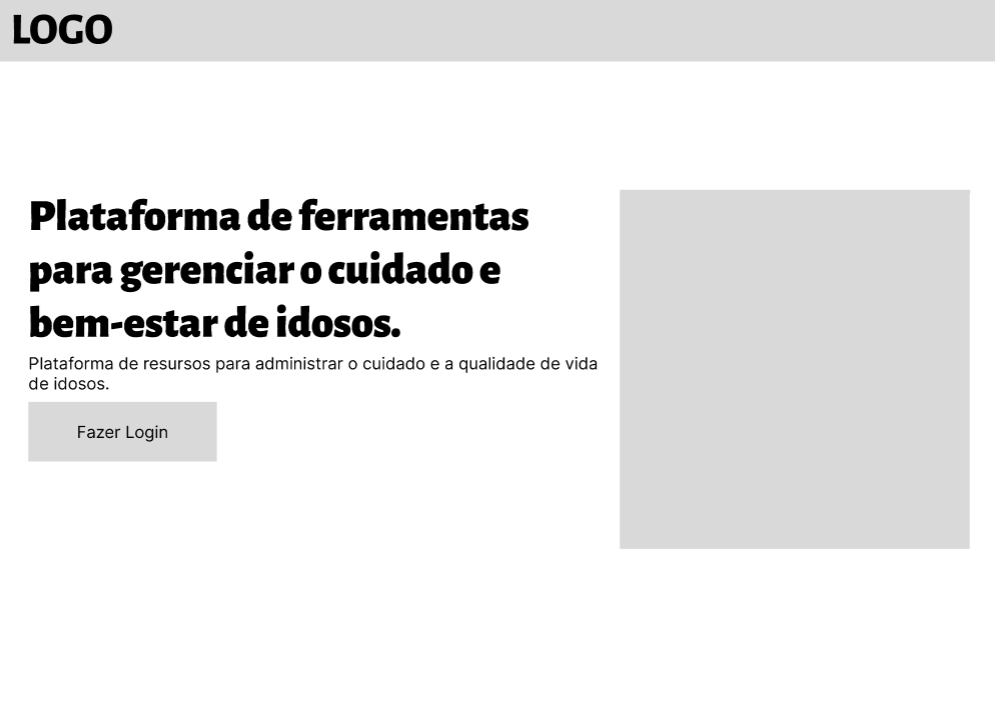 LOGO
Plataforma de ferramentas
para gerenciar o cuidado e
bem-estar de idosos.
Plataforma de resursos para administrar o cuidado e a qualidade de vida
de idosos.
Fazer Login